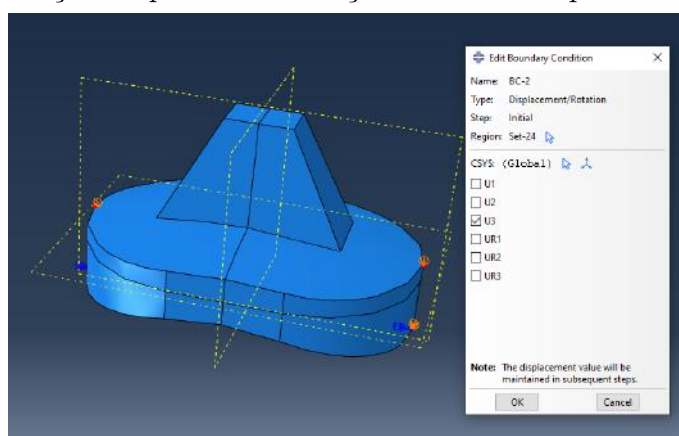 Edit Boundary Condition
Name: BC-2
Type: Displacement/Rotation
Step: Initial
Region: Set-24
CSYS: (Global)
U1
U2
U3
UR1
UR2
UR3
Note: The displacement value will be
maintained in subsequent steps.
OK Cancel